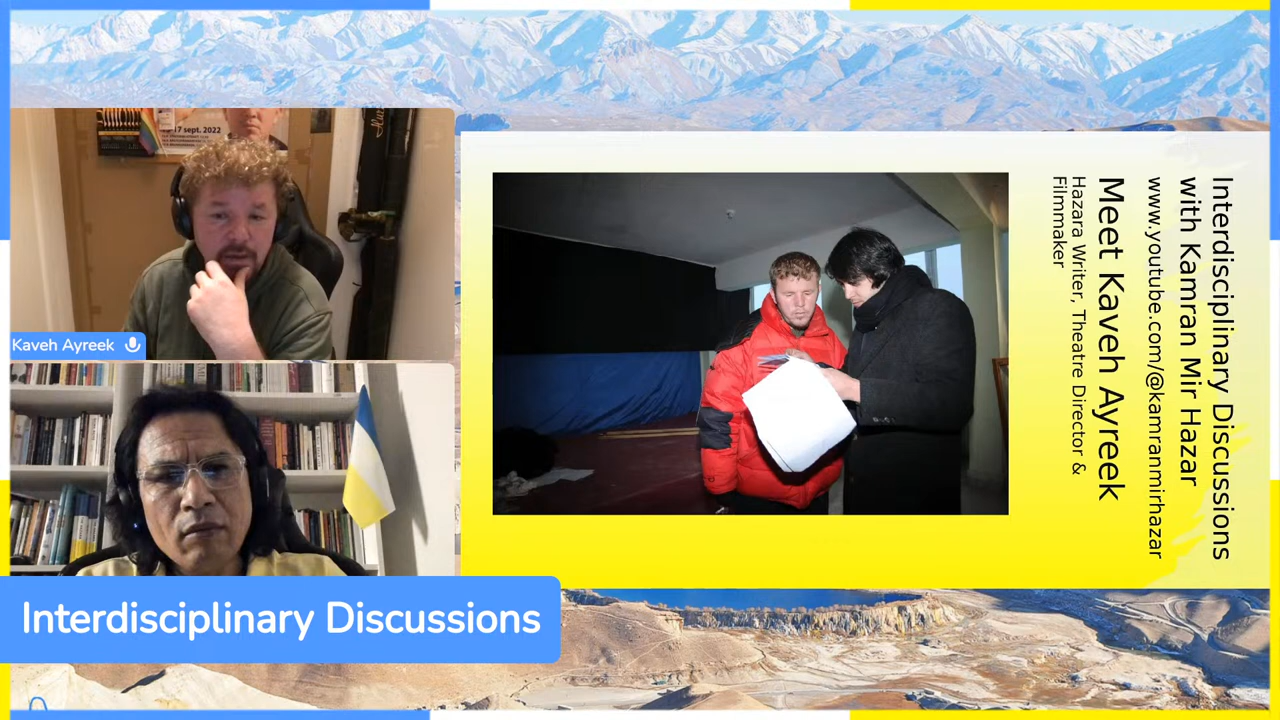 17 sept. 2022
Kaveh Ayreek
Interdisciplinary Discussions
with Kamran Mir Hazar
www.youtube.com/@kamranmirhazar
Meet Kaveh Ayreek
Hazara Writer, Theatre Director &
Filmmaker
Interdisciplinary Discussions